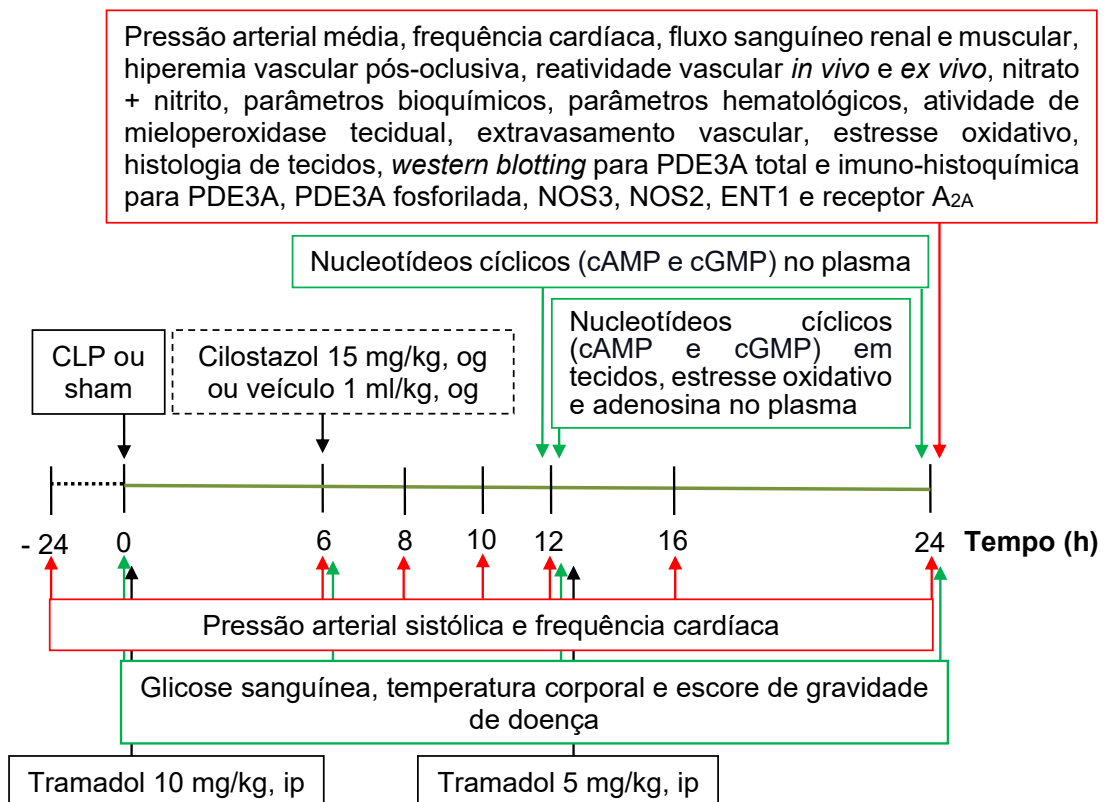 Pressão arterial média, frequência cardíaca, fluxo sanguíneo renal e muscular,
hiperemia vascular pós-oclusiva, reatividade vascular in vivo e ex vivo, nitrato
+ nitrito, parâmetros bioquímicos, parâmetros hematológicos, atividade de
mieloperoxidase tecidual, extravasamento vascular, estresse oxidativo,
histologia de tecidos, western blotting para PDE3A total e imuno-histoquímica
para PDE3A, PDE3A fosforilada, NOS3, NOS2, ENT1 e receptor A2A
Nucleotídeos cíclicos (cAMP e cGMP) no plasma
Nucleotídeos cíclicos
(cAMP e cGMP) em
tecidos, estresse oxidativo
e adenosina no plasma
CLP ou
sham
Cilostazol 15 mg/kg, og
ou veículo 1 ml/kg, og
- 24 0 6 8 10 12 16 24 Tempo (h)
Pressão arterial sistólica e frequência cardíaca
Glicose sanguínea, temperatura corporal e escore de gravidade
de doença
Tramadol 10 mg/kg, ip
Tramadol 5 mg/kg, ip